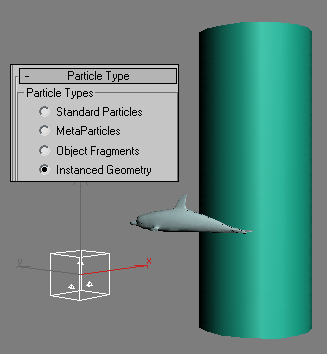 - Particle Type
Particle Types
Standard Particles
MetaParticles
Object Fragments
Instanced Geometry
x